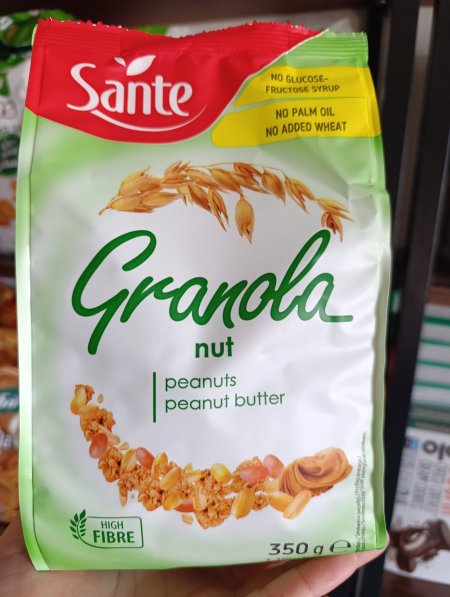 Sante
NO GLUCOSE-
FRUCTOSE SYRUP
NO PALM OIL
NO ADDED WHEAT
Granola
nut
peanuts
peanut butter
HIGH
FIBRE
350 g ℮